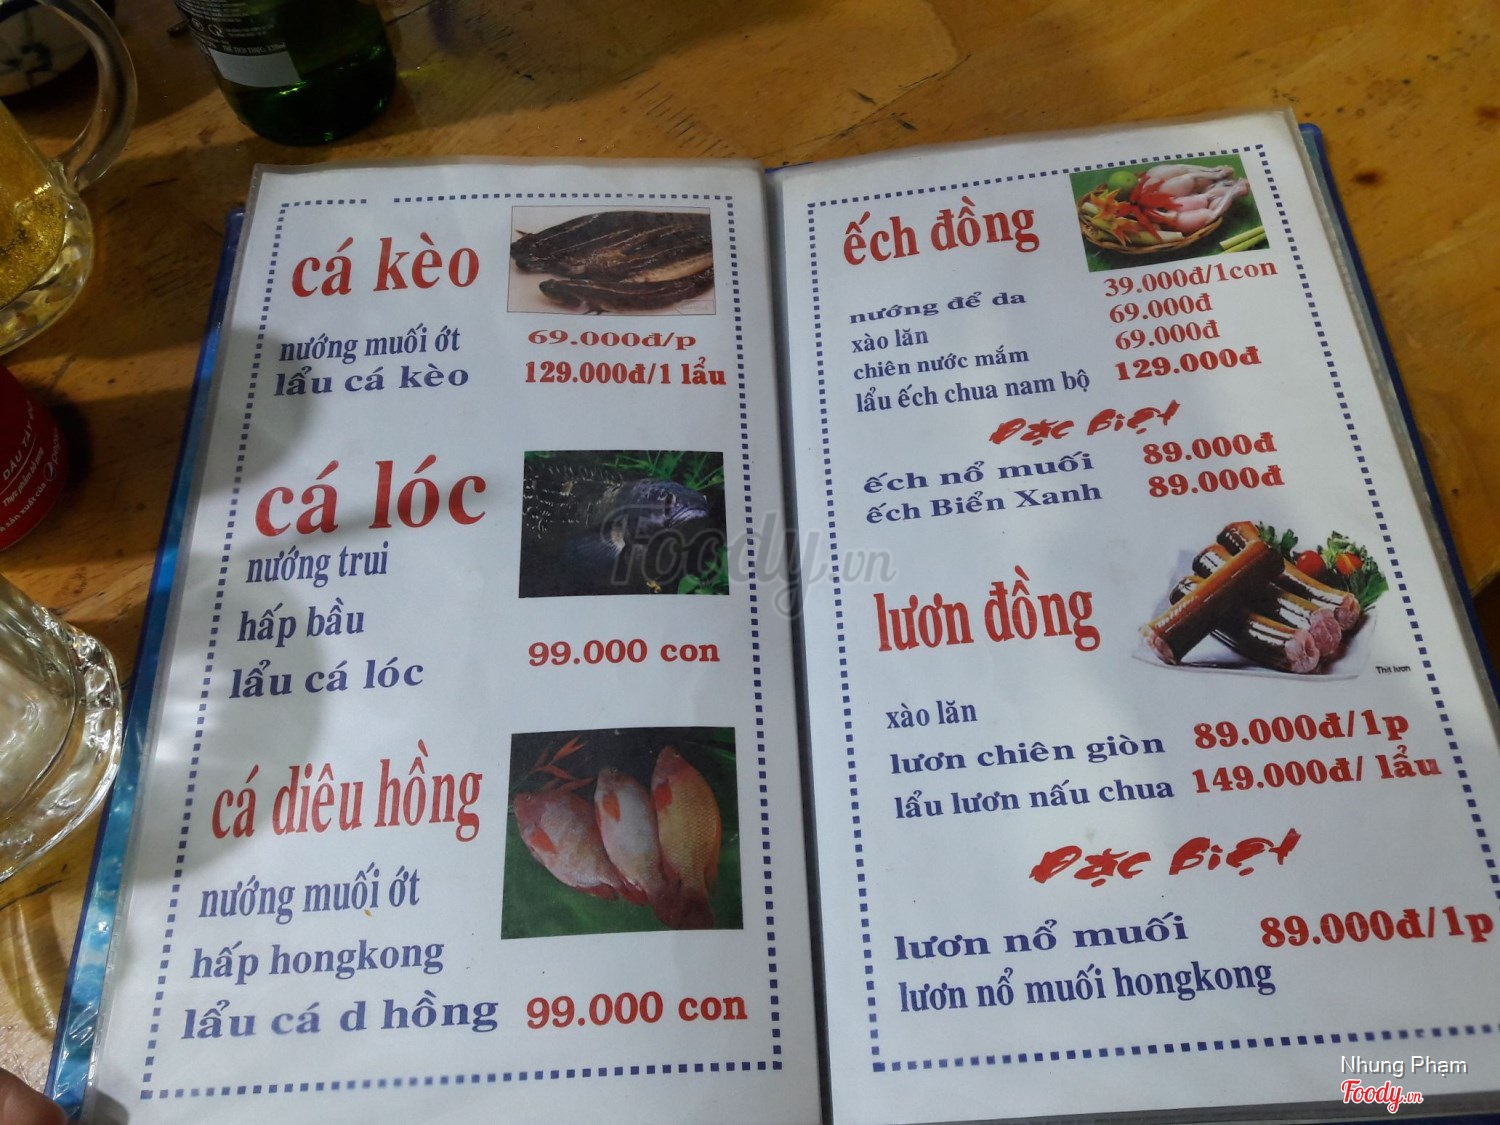 cá kèo
nướng muối ớt 69.000đ/p
lẩu cá kèo 129.000đ/1 lẩu
cá lóc
nướng trui
hấp bầu
lẩu cá lóc 99.000 con
cá diêu hồng
nướng muối ớt
hấp hongkong
lẩu cá d hồng 99.000 con
ếch đồng
nướng để da 39.000đ/1con
xào lăn 69.000đ
chiên nước mắm 69.000đ
lẩu ếch chua nam bộ 129.000đ
Đặc Biệt
ếch nổ muối 89.000đ
ếch Biển Xanh 89.000đ
lươn đồng
Thịt lươn
xào lăn
lươn chiên giòn 89.000đ/1p
lẩu lươn nấu chua 149.000đ/ lẩu
Đặc Biệt
lươn nổ muối 89.000đ/1p
lươn nổ muối hongkong
DÂU TÂY
Foody.vn
Nhung Phạm
Foody.vn